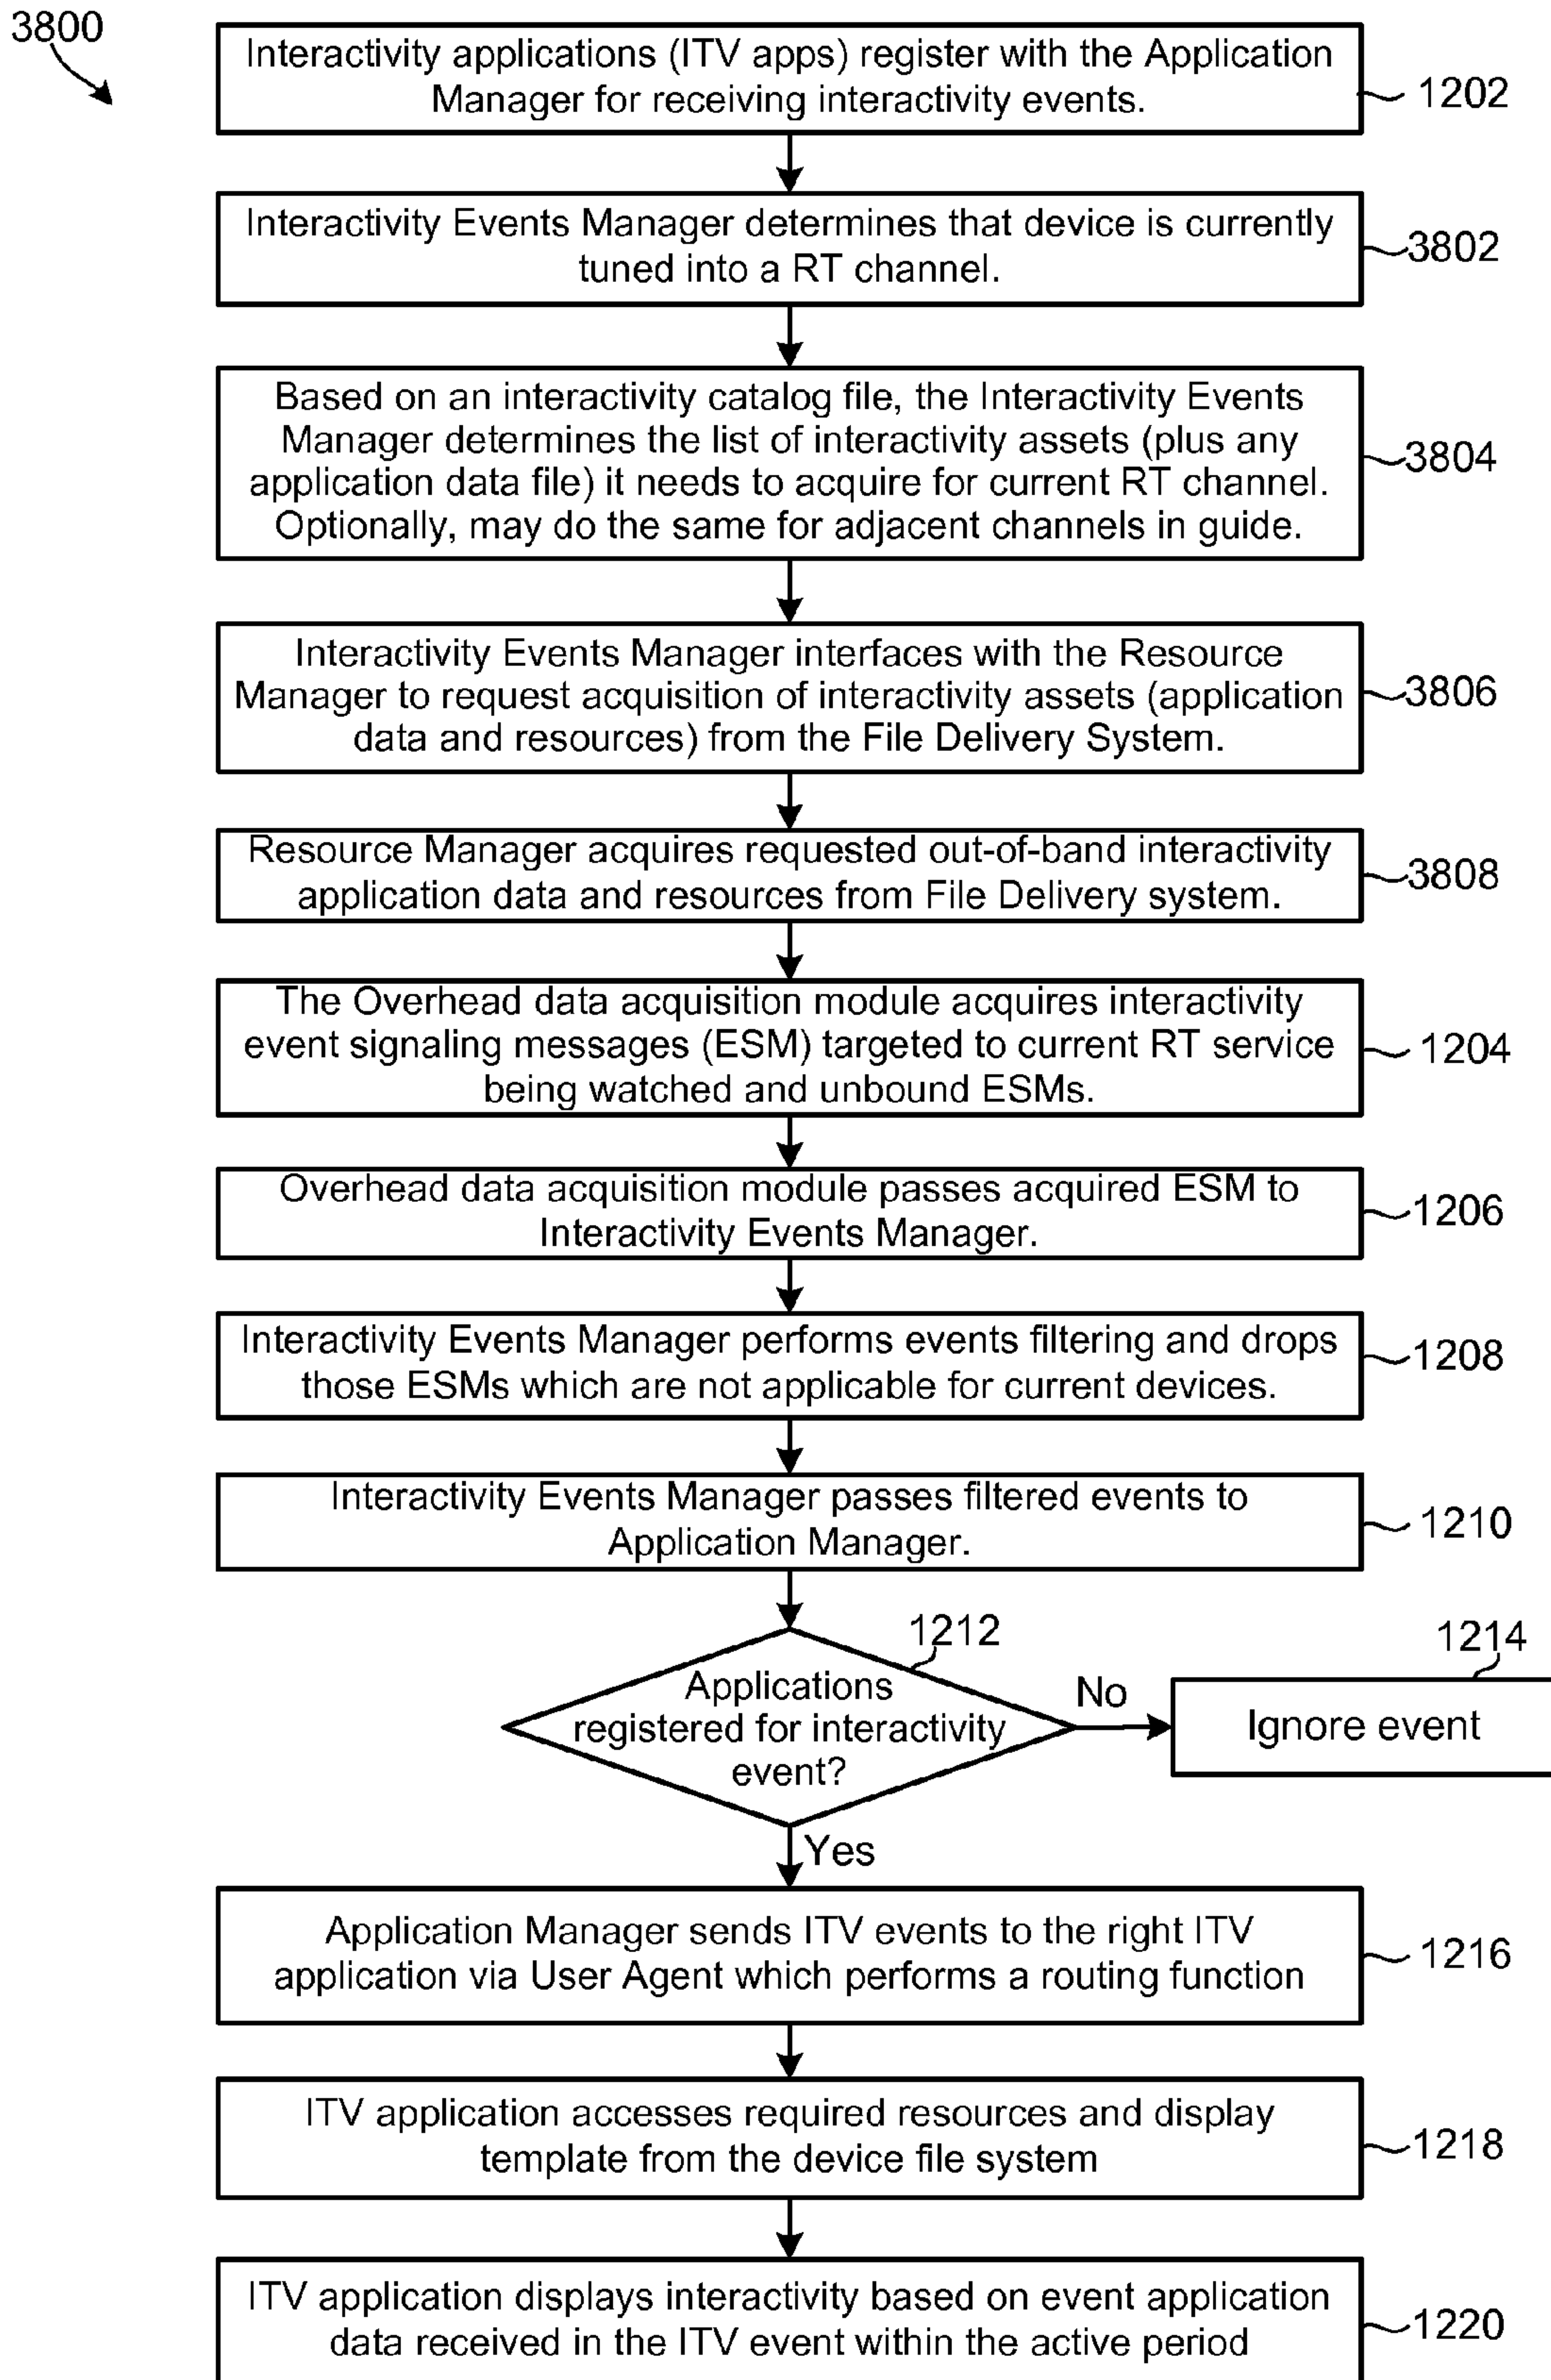 3800
Interactivity applications (ITV apps) register with the Application
Manager for receiving interactivity events.
1202
Interactivity Events Manager determines that device is currently
tuned into a RT channel.
3802
Based on an interactivity catalog file, the Interactivity Events
Manager determines the list of interactivity assets (plus any
application data file) it needs to acquire for current RT channel.
Optionally, may do the same for adjacent channels in guide.
3804
Interactivity Events Manager interfaces with the Resource
Manager to request acquisition of interactivity assets (application
data and resources) from the File Delivery System.
3806
Resource Manager acquires requested out-of-band interactivity
application data and resources from File Delivery system.
3808
The Overhead data acquisition module acquires interactivity
event signaling messages (ESM) targeted to current RT service
being watched and unbound ESMs.
1204
Overhead data acquisition module passes acquired ESM to
Interactivity Events Manager.
1206
Interactivity Events Manager performs events filtering and drops
those ESMs which are not applicable for current devices.
1208
Interactivity Events Manager passes filtered events to
Application Manager.
1210
1212
Applications
registered for interactivity
event?
No
1214
Ignore event
Yes
Application Manager sends ITV events to the right ITV
application via User Agent which performs a routing function
1216
ITV application accesses required resources and display
template from the device file system
1218
ITV application displays interactivity based on event application
data received in the ITV event within the active period
1220